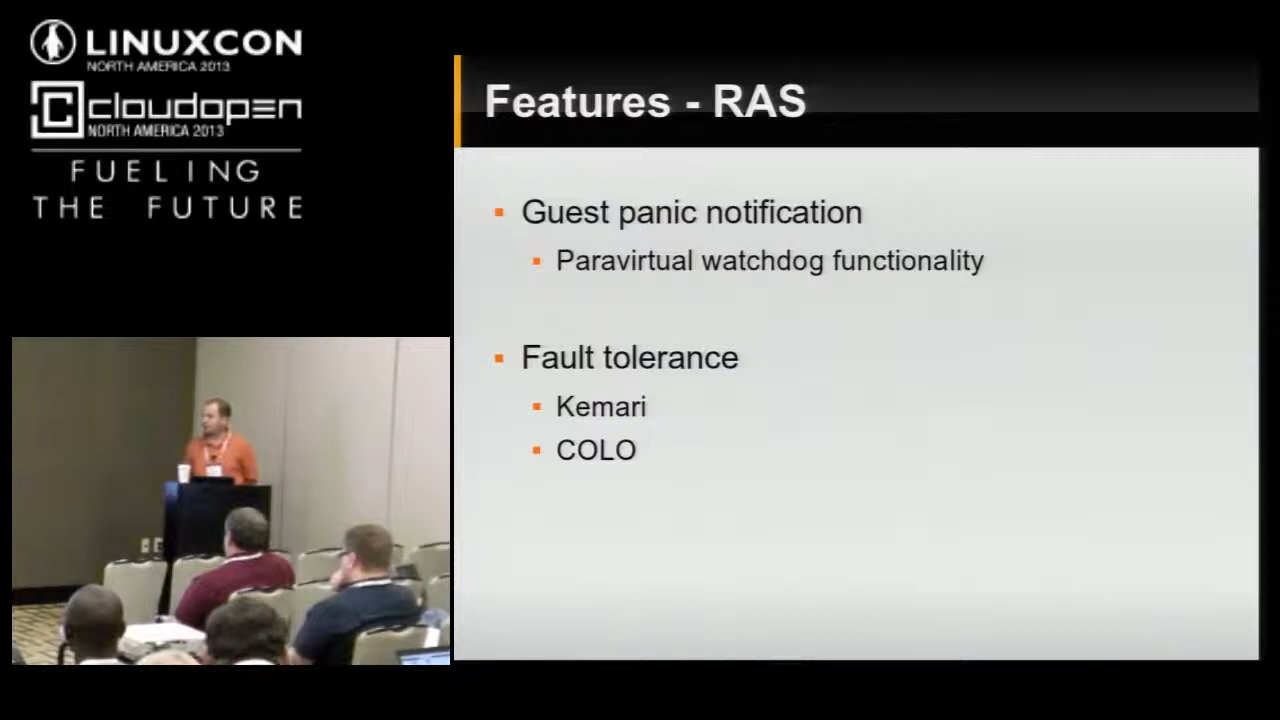 LINUXCON
NORTH AMERICA 2013
cloudopen
NORTH AMERICA 2013
FUELING
THE FUTURE
Features - RAS
Guest panic notification
Paravirtual watchdog functionality
Fault tolerance
Kemari
COLO